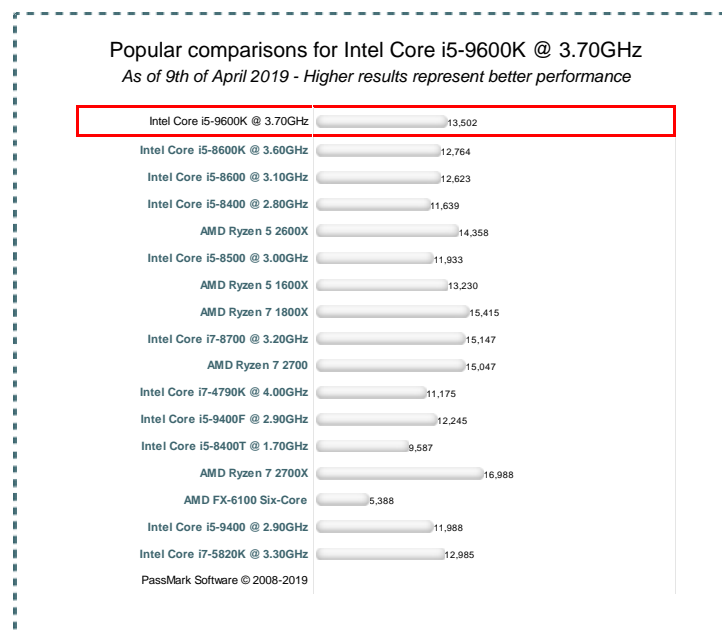 Popular comparisons for Intel Core i5-9600K @ 3.70GHz
As of 9th of April 2019 - Higher results represent better performance
Intel Core i5-9600K @ 3.70GHz 13,502
Intel Core i5-8600K @ 3.60GHz 12,764
Intel Core i5-8600 @ 3.10GHz 12,623
Intel Core i5-8400 @ 2.80GHz 11,639
AMD Ryzen 5 2600X 14,358
Intel Core i5-8500 @ 3.00GHz 11,933
AMD Ryzen 5 1600X 13,230
AMD Ryzen 7 1800X 15,415
Intel Core i7-8700 @ 3.20GHz 15,147
AMD Ryzen 7 2700 15,047
Intel Core i7-4790K @ 4.00GHz 11,175
Intel Core i5-9400F @ 2.90GHz 12,245
Intel Core i5-8400T @ 1.70GHz 9,587
AMD Ryzen 7 2700X 16,988
AMD FX-6100 Six-Core 5,388
Intel Core i5-9400 @ 2.90GHz 11,988
Intel Core i7-5820K @ 3.30GHz 12,985
PassMark Software © 2008-2019